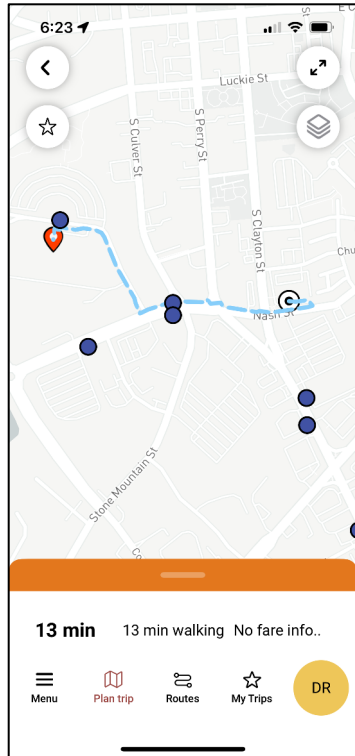 6:23
E C
Luckie St
S Culver St
S Perry St
S Clayton St
Chu
Nash St
Stone Mountain St
Co
13 min 13 min walking No fare info..
Menu Plan trip Routes My Trips DR